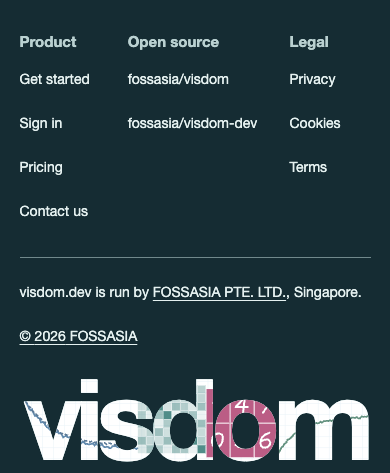 Product Open source Legal
Get started fossasia/visdom Privacy
Sign in fossasia/visdom-dev Cookies
Pricing Terms
Contact us
visdom.dev is run by FOSSASIA PTE. LTD., Singapore.
© 2026 FOSSASIA
visdom